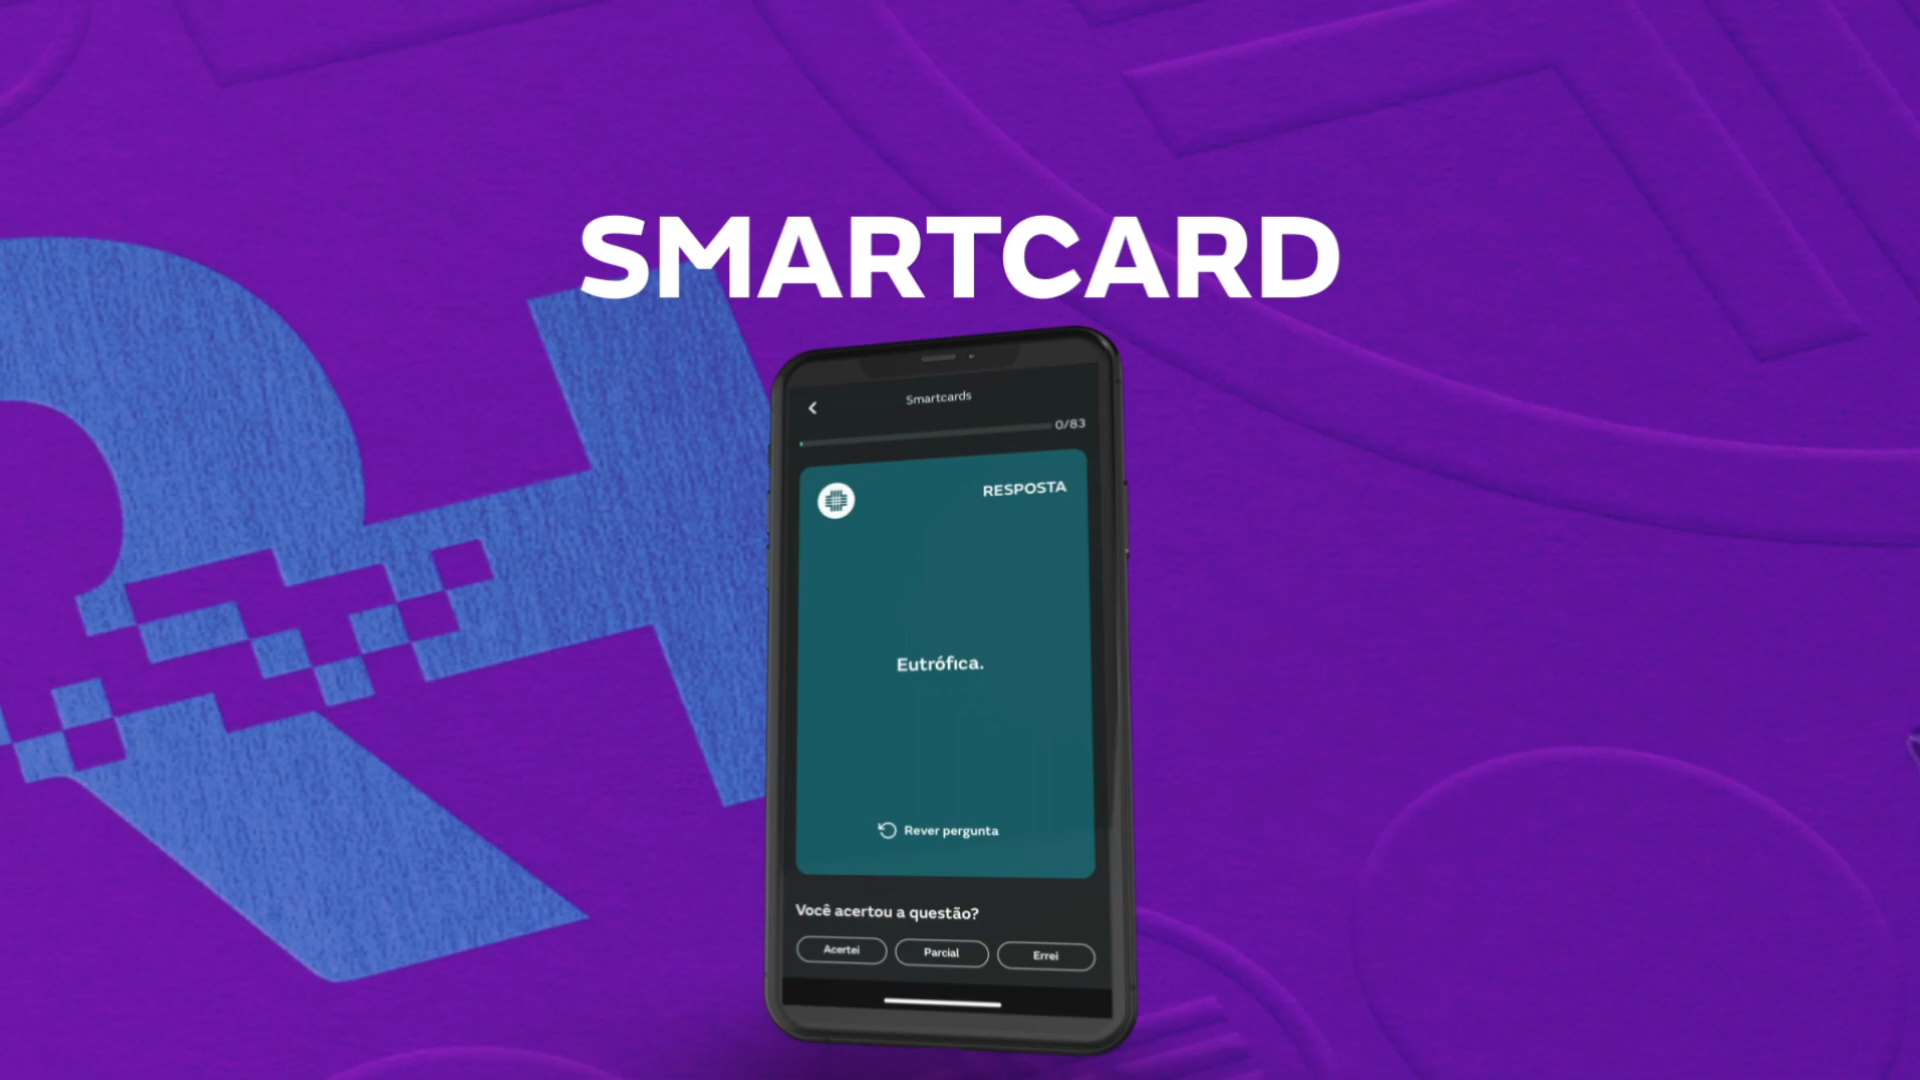 SMARTCARD
Smartcards
0/83
RESPOSTA
Eutrófica.
Rever pergunta
Você acertou a questão?
Acertei
Parcial
Errei